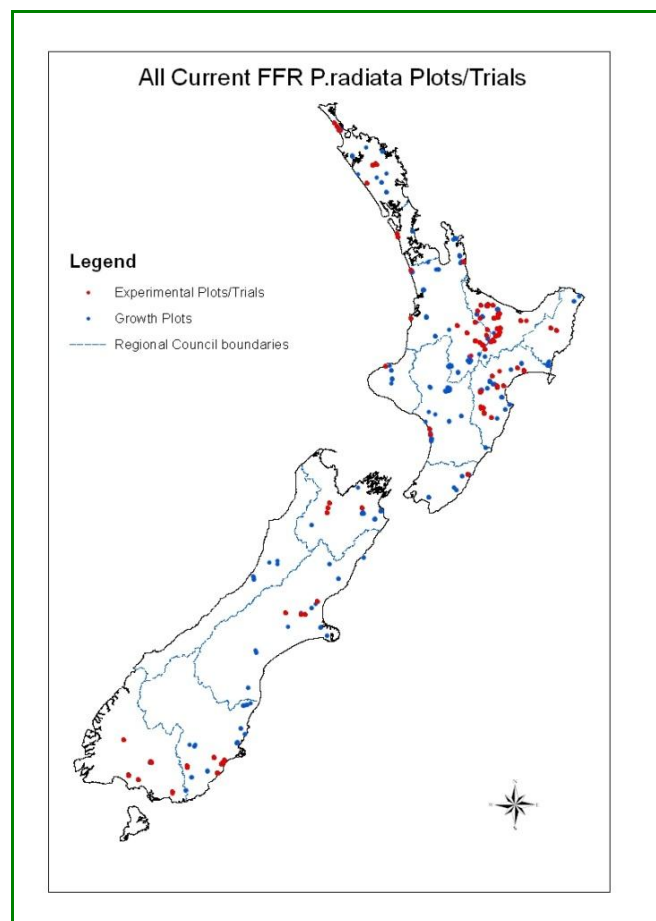 All Current FFR P.radiata Plots/Trials
Legend
Experimental Plots/Trials
Growth Plots
Regional Council boundaries